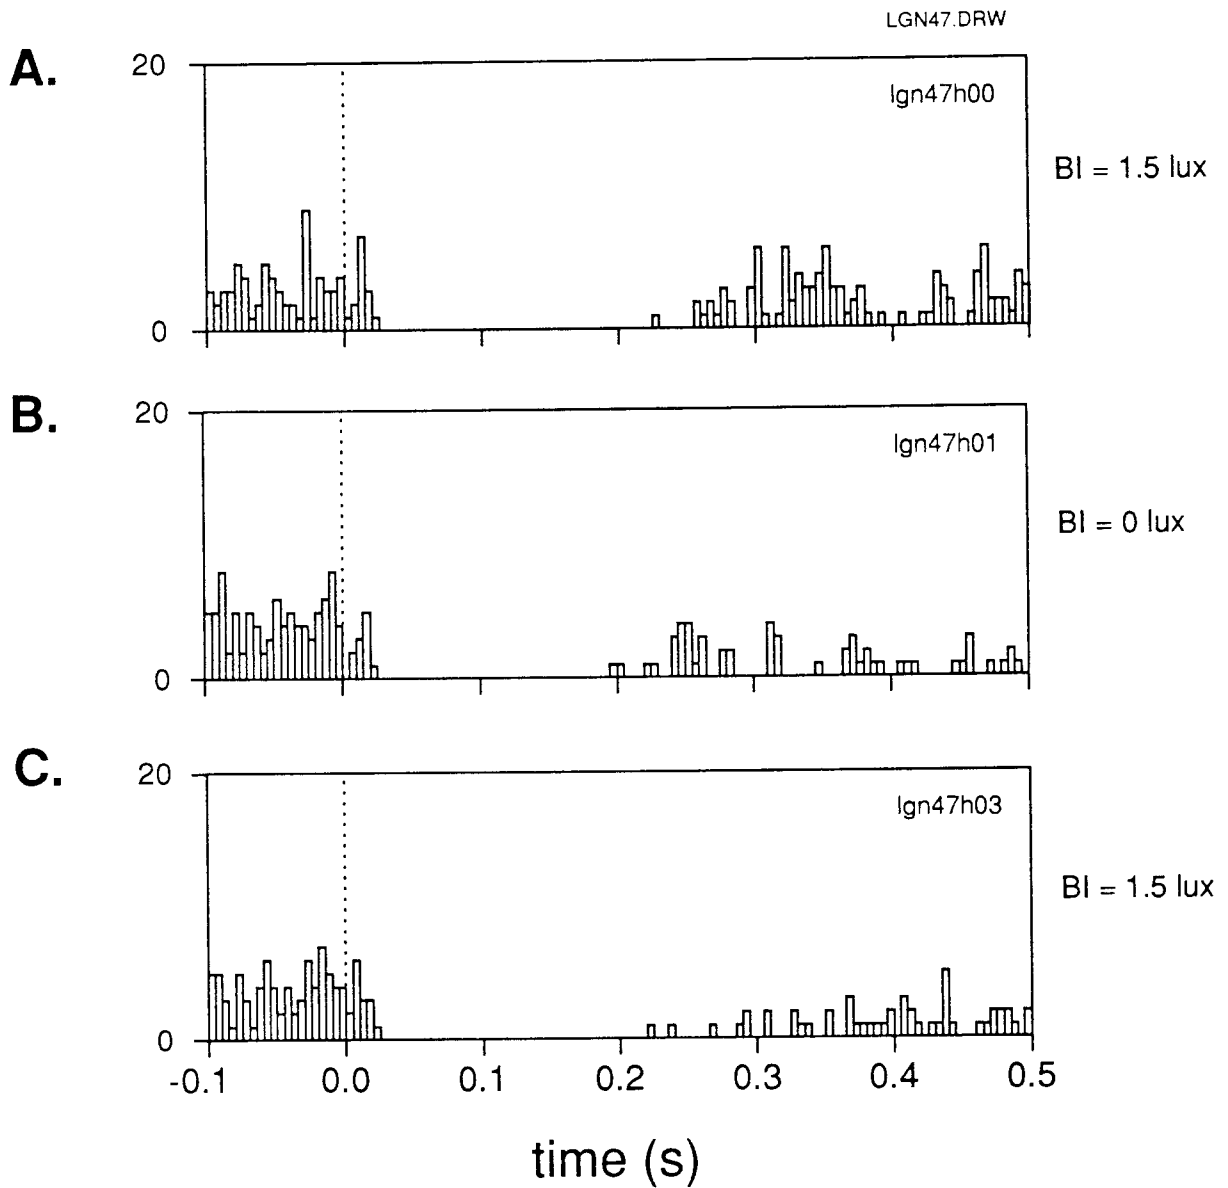 LGN47.DRW
A.
20
lgn47h00
BI = 1.5 lux
0
B.
20
lgn47h01
BI = 0 lux
0
C.
20
lgn47h03
BI = 1.5 lux
0
-0.1 0.0 0.1 0.2 0.3 0.4 0.5
time (s)